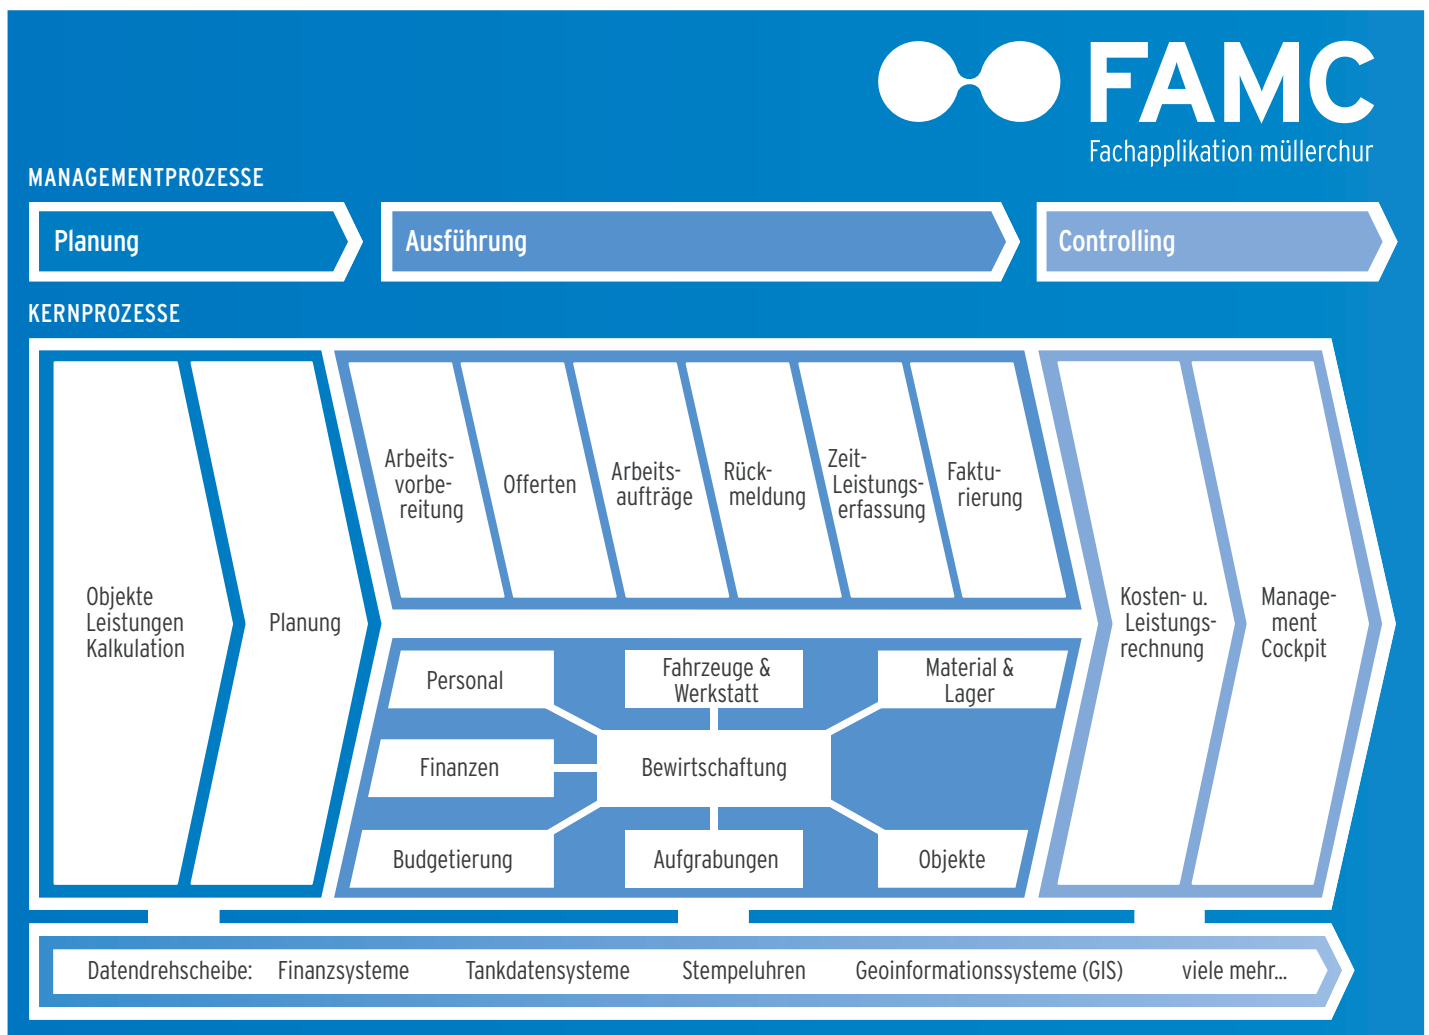 FAMC
Fachapplikation müllerchur
MANAGEMENTPROZESSE
Planung
Ausführung
Controlling
KERNPROZESSE
Objekte
Leistungen
Kalkulation
Planung
Arbeits-
vorbe-
reitung
Offerten
Arbeits-
aufträge
Rück-
meldung
Zeit-
Leistungs-
erfassung
Faktu-
rierung
Personal
Fahrzeuge &
Werkstatt
Material &
Lager
Finanzen
Bewirtschaftung
Budgetierung
Aufgrabungen
Objekte
Kosten- u.
Leistungs-
rechnung
Manage-
ment
Cockpit
Datendrehscheibe: Finanzsysteme Tankdatensysteme Stempeluhren Geoinformationssysteme (GIS) viele mehr...